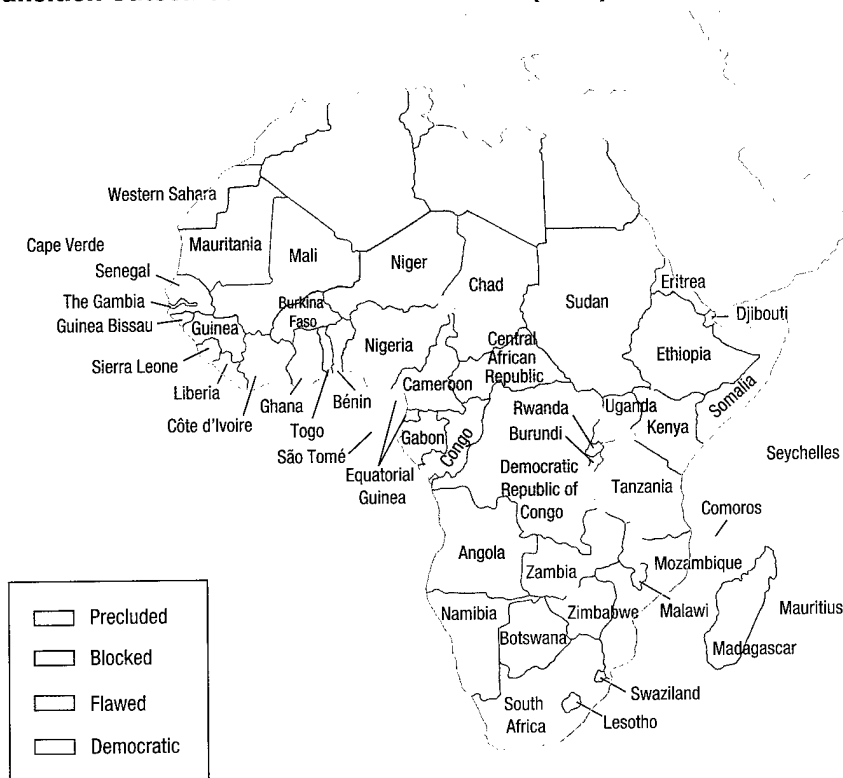 Western Sahara
Cape Verde
Mauritania
Mali
Niger
Chad
Sudan
Eritrea
Senegal
The Gambia
Guinea Bissau
Guinea
Burkina
Faso
Djibouti
Sierra Leone
Nigeria
Central
African
Republic
Ethiopia
Liberia
Côte d'Ivoire
Ghana
Togo
Bénin
Cameroon
Somalia
São Tomé
Equatorial
Guinea
Gabon
Congo
Rwanda
Burundi
Uganda
Kenya
Democratic
Republic of
Congo
Tanzania
Seychelles
Comoros
Angola
Zambia
Mozambique
Malawi
Mauritius
Madagascar
Namibia
Zimbabwe
Botswana
Swaziland
South
Africa
Lesotho
Precluded
Blocked
Flawed
Democratic